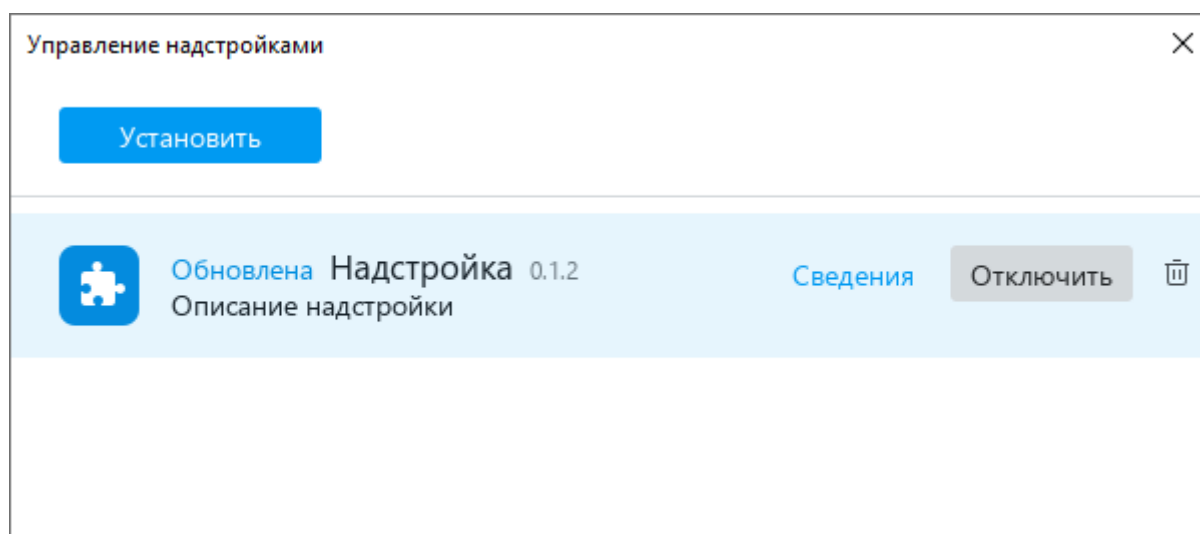 Управление надстройками
Установить
Обновлена Надстройка 0.1.2 Сведения Отключить
Описание надстройки